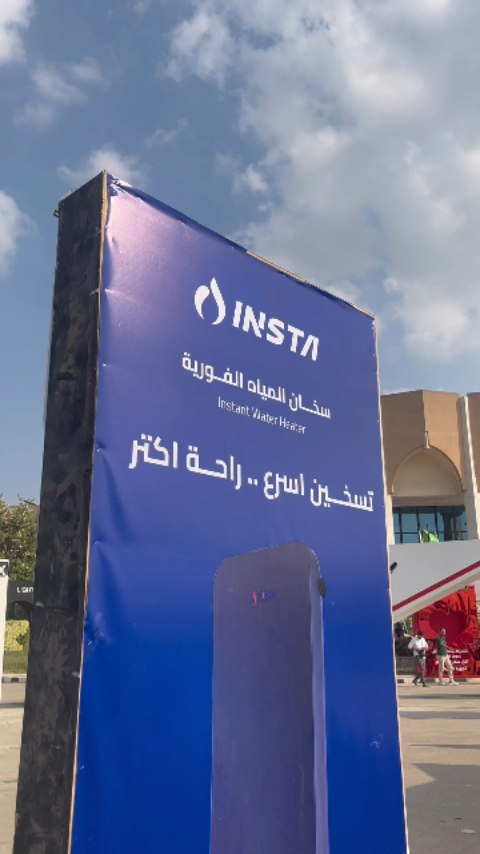 INSTA
سخان المياه الفورية
Instant Water Heater
تسخين اسرع .. راحة اكتر